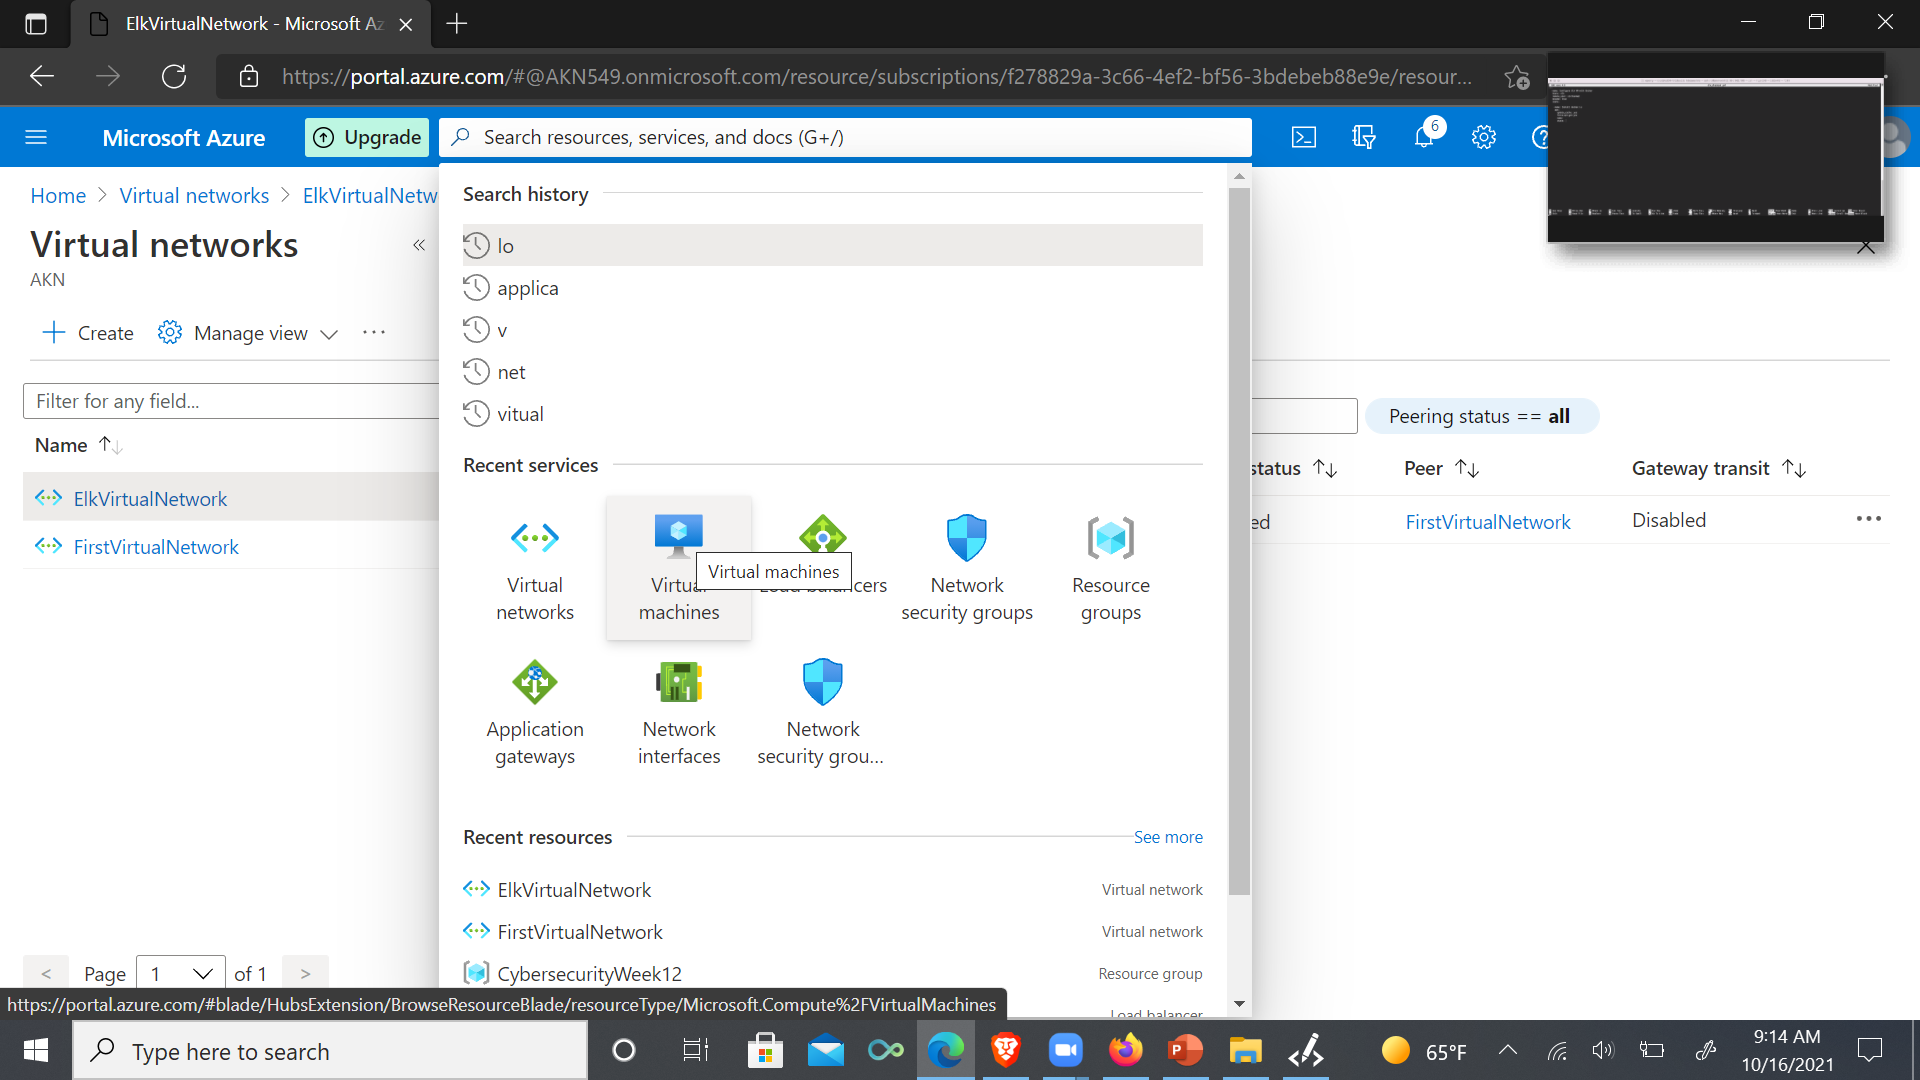 ElkVirtualNetwork - Microsoft Az
https://portal.azure.com/#@AKN549.onmicrosoft.com/resource/subscriptions/f278829a-3c66-4ef2-bf56-3bdebeb88e9e/resour...
Microsoft Azure
Upgrade
Search resources, services, and docs (G+/)
6
Home > Virtual networks > ElkVirtualNetw
Virtual networks
«
AKN
Create
Manage view
...
Filter for any field...
Name
ElkVirtualNetwork
FirstVirtualNetwork
Search history
lo
applica
v
net
vitual
Recent services
Virtual networks
Virtual machines
Virtual machines
Network security groups
Resource groups
Application gateways
Network interfaces
Network security grou...
Recent resources
See more
ElkVirtualNetwork
Virtual network
FirstVirtualNetwork
Virtual network
CybersecurityWeek12
Resource group
Load balancer
Peering status == all
status
Peer
Gateway transit
ed
FirstVirtualNetwork
Disabled
...
< Page 1 of 1 >
https://portal.azure.com/#blade/HubsExtension/BrowseResourceBlade/resourceType/Microsoft.Compute%2FVirtualMachines
Type here to search
65°F
9:14 AM
10/16/2021